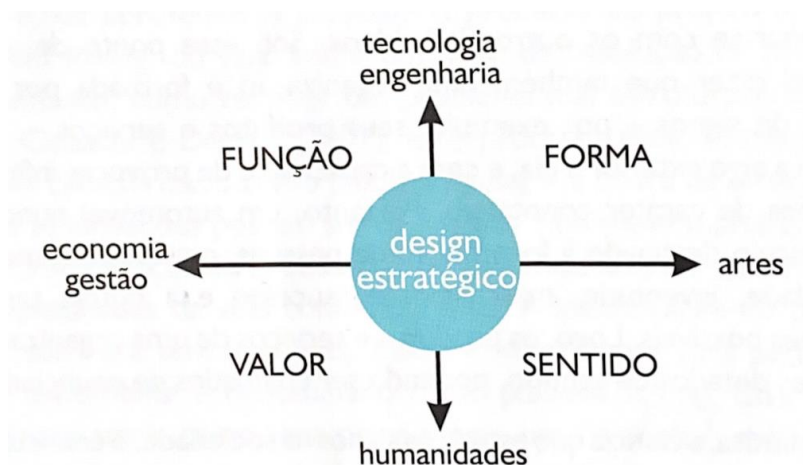 tecnologia
engenharia
FUNÇÃO
FORMA
economia
gestão
design
estratégico
artes
VALOR
SENTIDO
humanidades